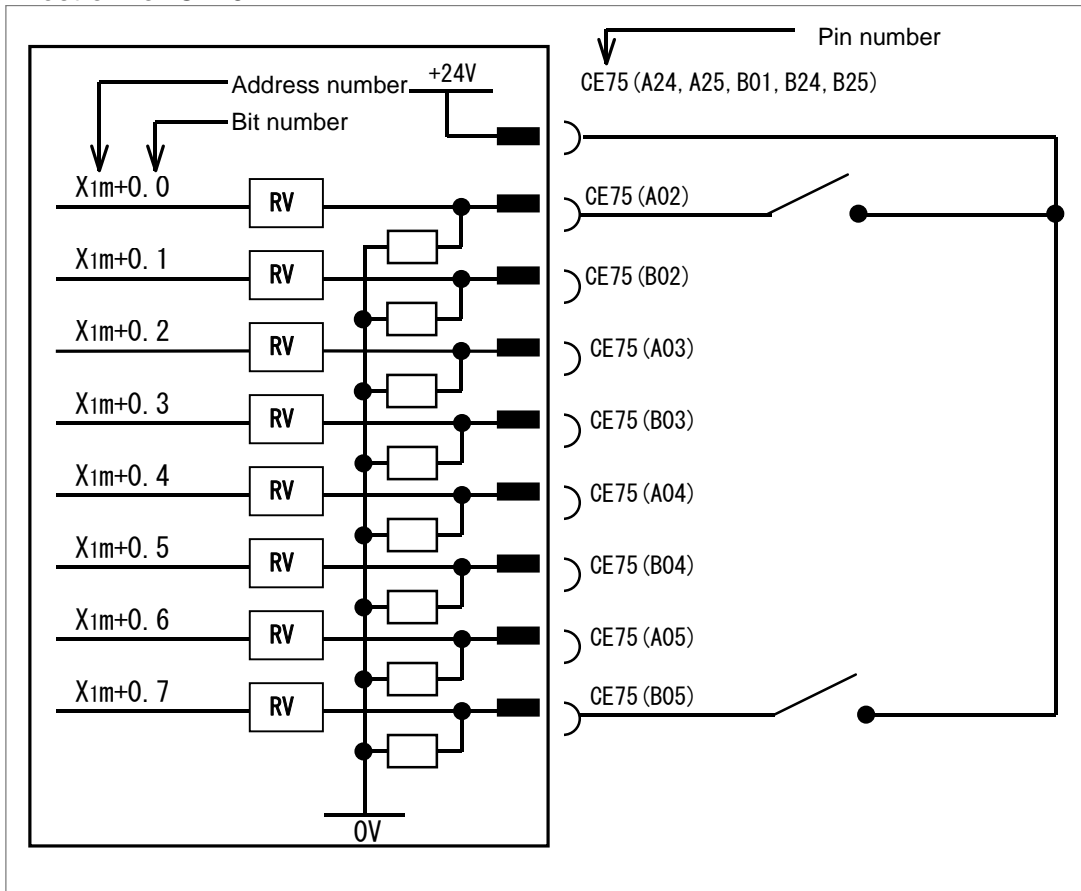 Pin number
CE75(A24, A25, B01, B24, B25)
+24V
Address number
Bit number
X1m+0.0
RV
CE75(A02)
X1m+0.1
RV
CE75(B02)
X1m+0.2
RV
CE75(A03)
X1m+0.3
RV
CE75(B03)
X1m+0.4
RV
CE75(A04)
X1m+0.5
RV
CE75(B04)
X1m+0.6
RV
CE75(A05)
X1m+0.7
RV
CE75(B05)
0V